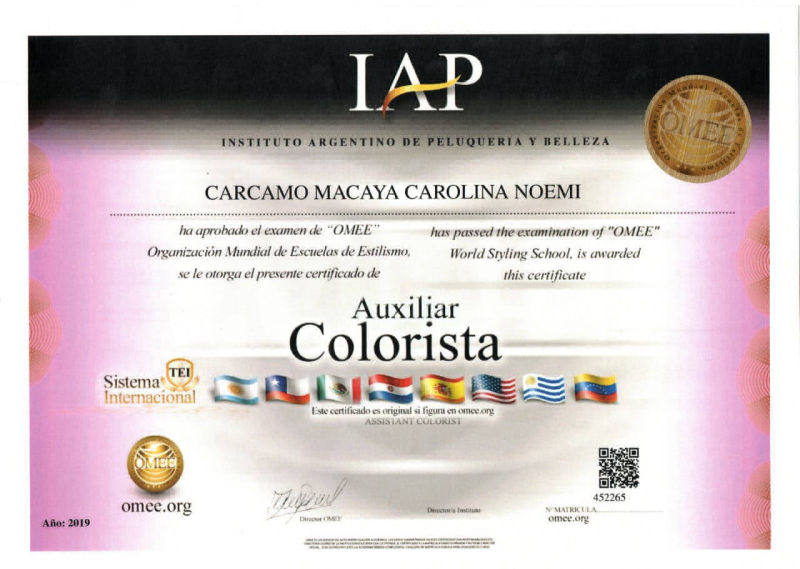 IAP
INSTITUTO ARGENTINO DE PELUQUERIA Y BELLEZA
OMEE
CARCAMO MACAYA CAROLINA NOEMI
ha aprobado el examen de "OMEE"
Organización Mundial de Escuelas de Estilismo,
se le otorga el presente certificado de
has passed the examination of "OMEE"
World Styling School, is awarded
this certificate
Auxiliar
Colorista
TEI
Sistema
Internacional
Este certificado es original si figura en omee.org
ASSISTANT COLORIST
OMEE
omee.org
Año: 2019
Director OMEE
Director/a Instituto
452265
Nº MATRICULA
omee.org